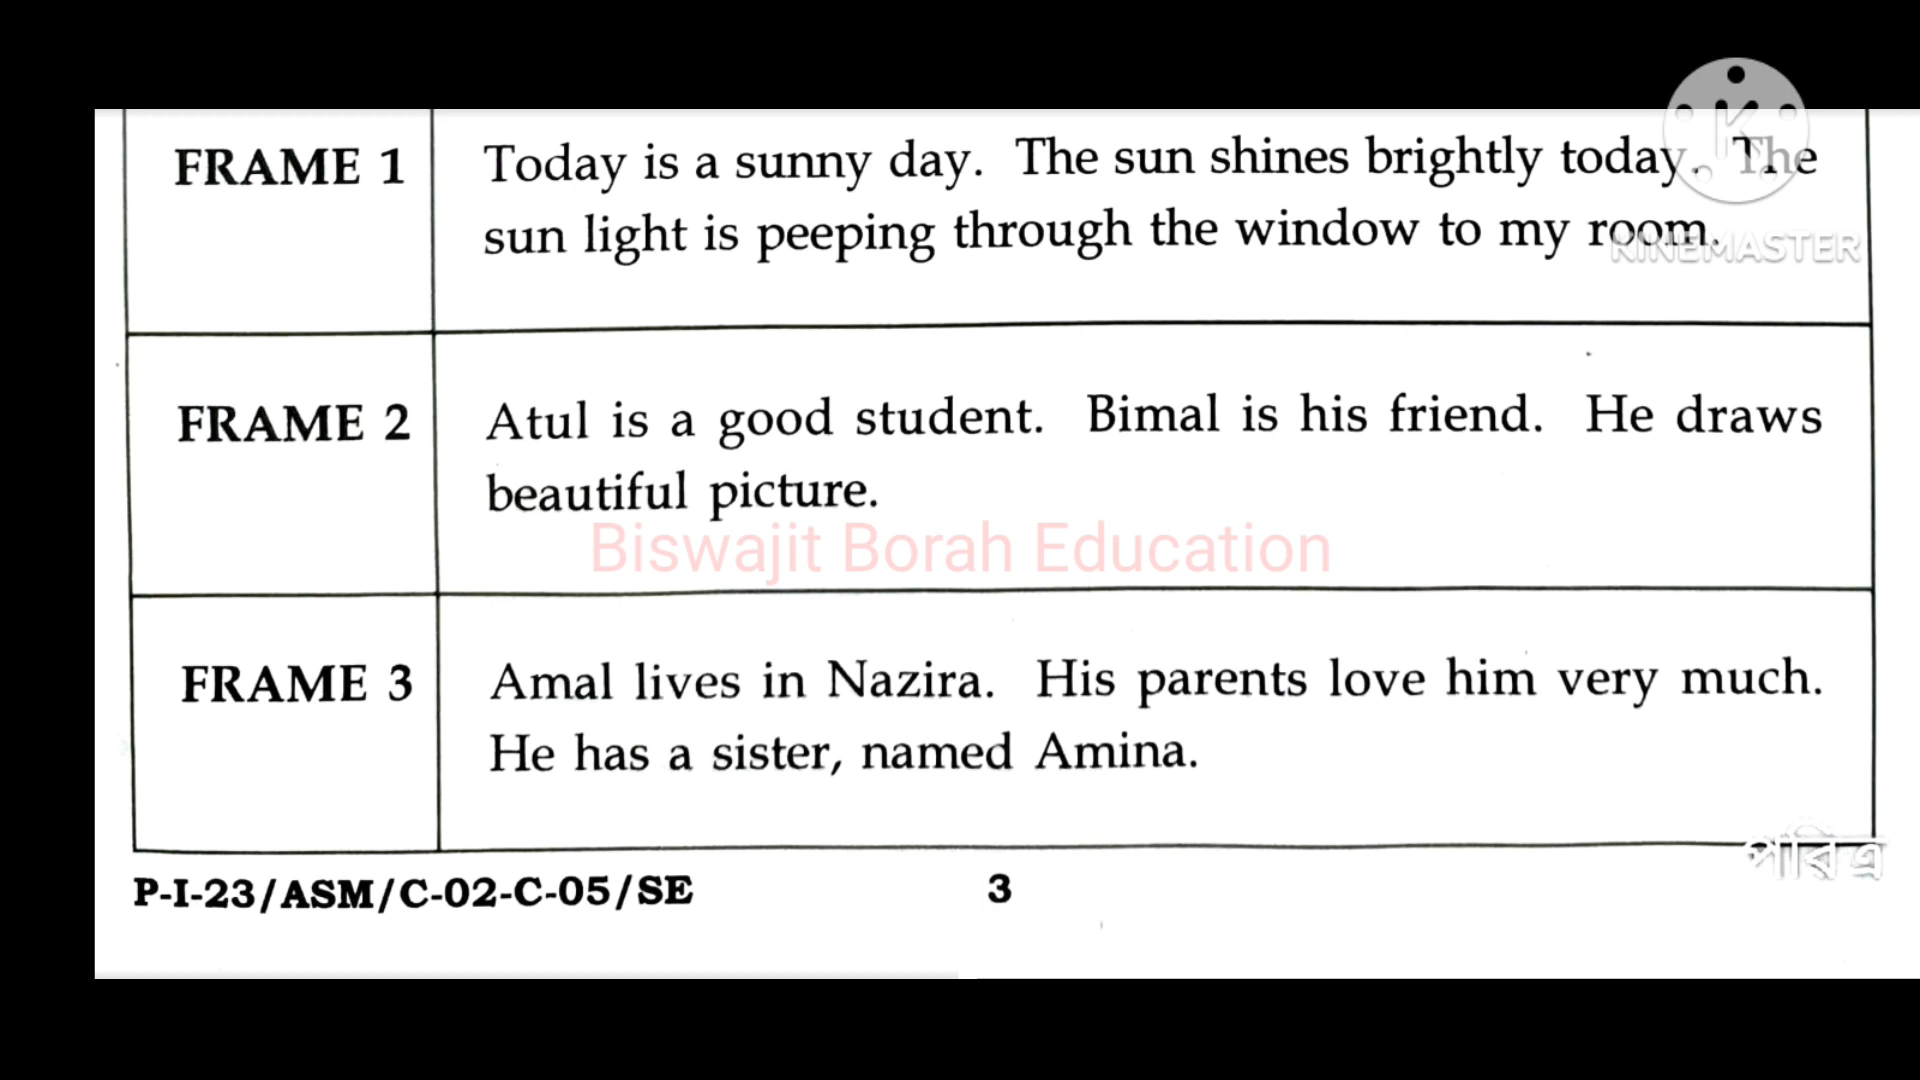 FRAME 1
Today is a sunny day. The sun shines brightly today. The
sun light is peeping through the window to my room.
KINEMASTER
FRAME 2
Atul is a good student. Bimal is his friend. He draws
beautiful picture.
Biswajit Borah Education
FRAME 3
Amal lives in Nazira. His parents love him very much.
He has a sister, named Amina.
পবিত্ৰ
P-I-23/ASM/C-02-C-05/SE 3